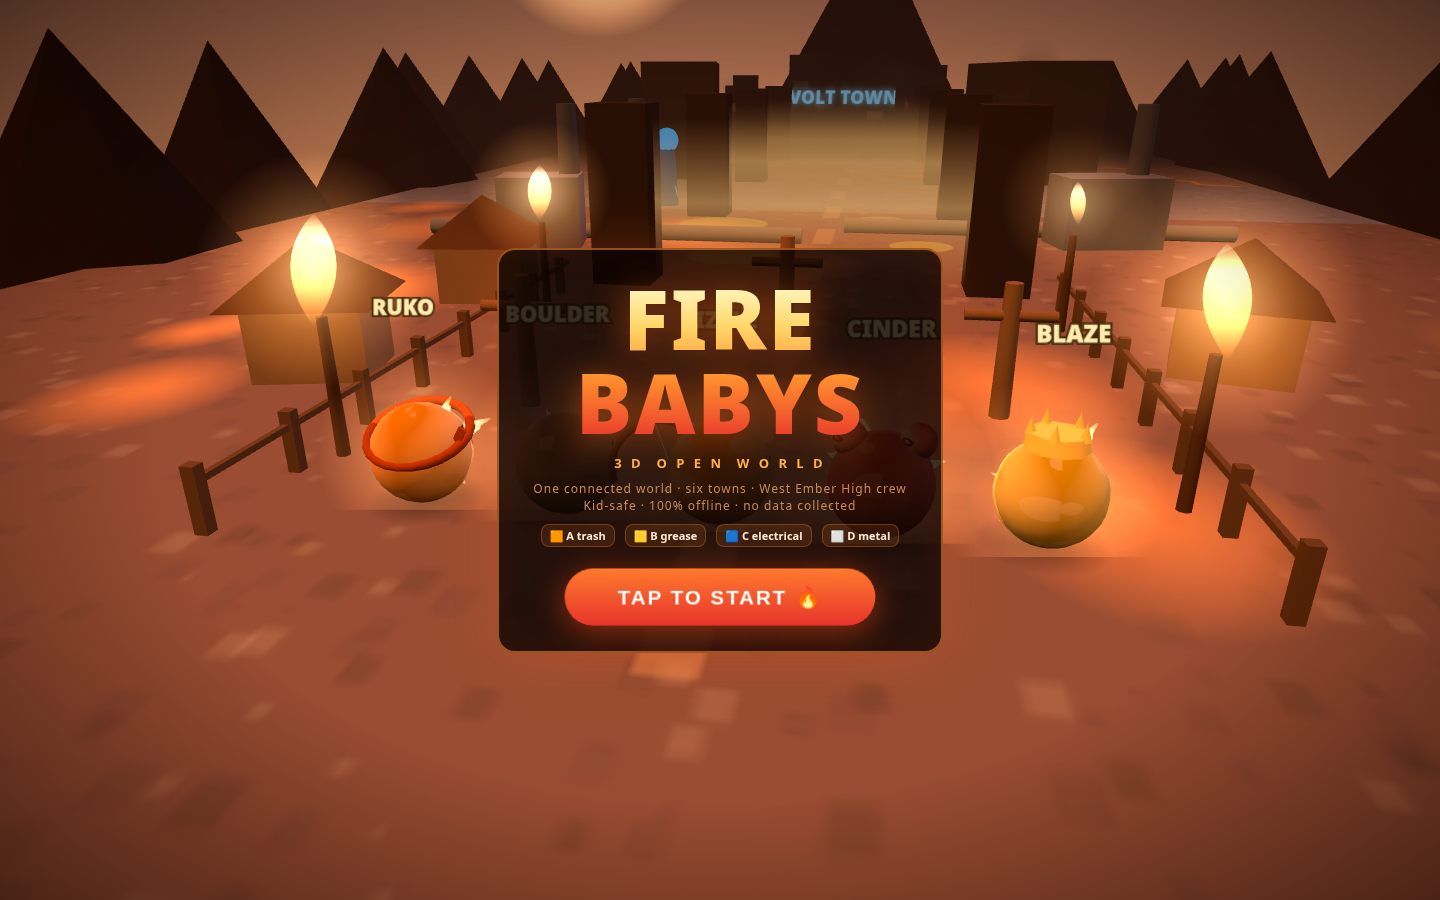 VOLT TOWN
RUKO
BOULDER
CINDER
BLAZE
FIRE
BABYS
3D OPEN WORLD
One connected world · six towns · West Ember High crew
Kid-safe · 100% offline · no data collected
A trash
B grease
C electrical
D metal
TAP TO START 🔥